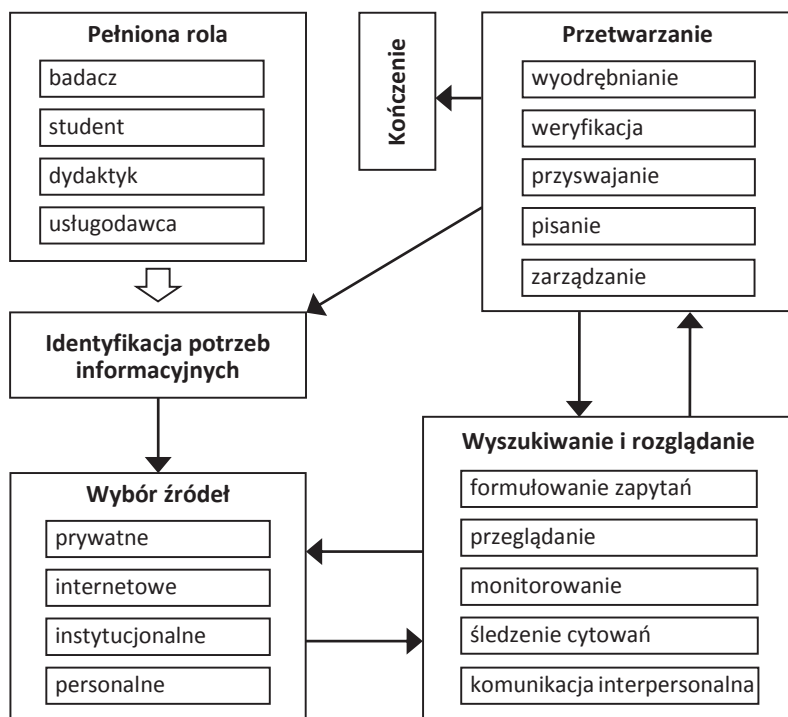 Pełniona rola
badacz
student
dydaktyk
usługodawca
Kończenie
Przetwarzanie
wyodrębnianie
weryfikacja
przyswajanie
pisanie
zarządzanie
Identyfikacja potrzeb
informacyjnych
Wybór źródeł
prywatne
internetowe
instytucjonalne
personalne
Wyszukiwanie i rozglądanie
formułowanie zapytań
przeglądanie
monitorowanie
śledzenie cytowań
komunikacja interpersonalna